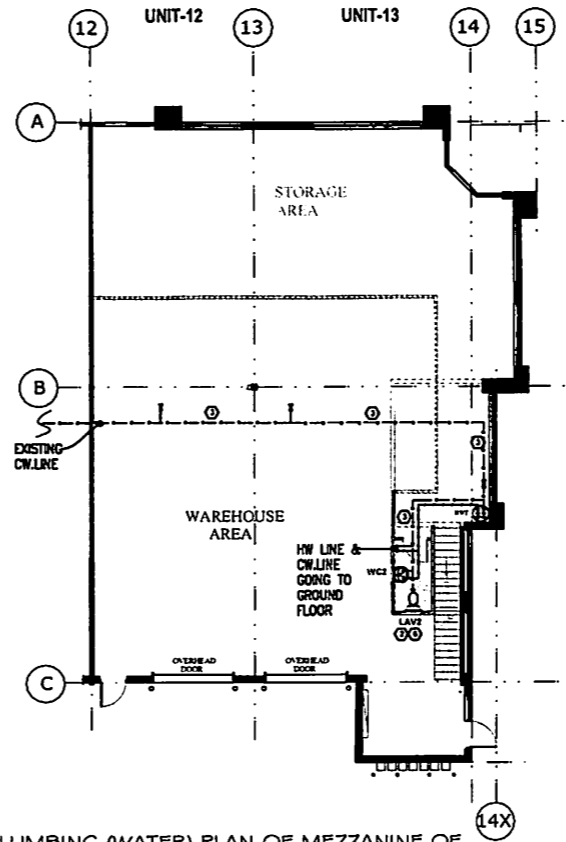 UNIT-12 UNIT-13
12 13 14 15
A
STORAGE
AREA
B
3 3
EXISTING
CW.LINE
3
WAREHOUSE
AREA
3
HW LINE &
CW.LINE
GOING TO
GROUND
FLOOR
WC2
LAV2
OVERHEAD
DOOR
OVERHEAD
DOOR
C
14X
PLUMBING (WATER) PLAN OF MEZZANINE OF